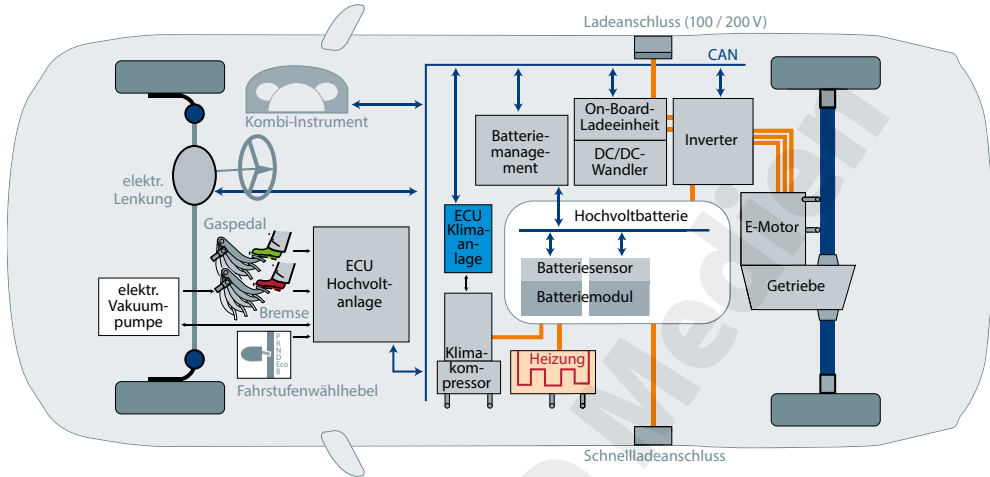 Ladeanschluss (100 / 200 V)
CAN
Kombi-Instrument
On-Board-
Ladeeinheit
DC/DC-
Wandler
Batterie-
manage-
ment
Inverter
elektr.
Lenkung
Gaspedal
ECU
Klima-
an-
lage
Hochvoltbatterie
E-Motor
ECU
Hochvolt-
anlage
Batteriesensor
Batteriemodul
Getriebe
elektr.
Vakuum-
pumpe
Bremse
P
R
N
D
Eco
B
Fahrstufenwählhebel
Klima-
kom-
pressor
Heizung
Schnellladeanschluss
Medien